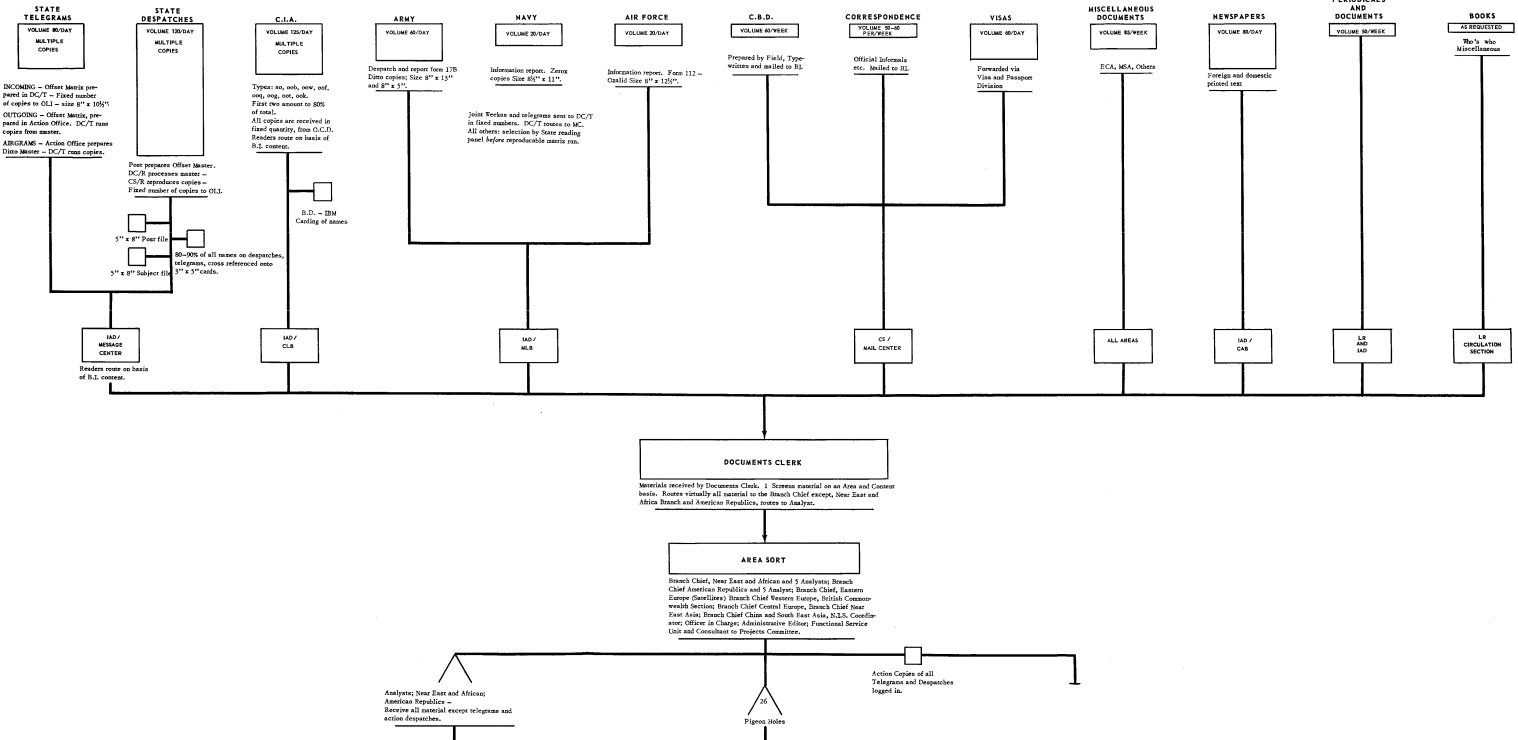 STATE
TELEGRAMS
VOLUME 80/DAY
MULTIPLE
COPIES
INCOMING – Offset Matrix pre-
pared in DC/T – Fixed number
of copies to OLI – size 8" x 10½".
OUTGOING – Offset Matrix, pre-
pared in Action Office. DC/T runs
copies from master.
AIRGRAMS – Action Office prepares
Ditto Master – DC/T runs copies.
STATE
DESPATCHES
VOLUME 120/DAY
MULTIPLE
COPIES
Post prepares Offset Master.
DC/R processes master –
CS/R reproduces copies –
Fixed number of copies to OLI.
5" x 8" Post file
80–90% of all names on despatches,
telegrams, cross referenced onto
3" x 5" cards.
5" x 8" Subject file
C.I.A.
VOLUME 125/DAY
MULTIPLE
COPIES
Types: so, oob, oow, oof,
ooq, oog, oot, ook.
First two amount to 80%
of total.
All copies are received in
fixed quantity, from O.C.D.
Readers route on basis of
B.I. content.
B.D. – IBM
Carding of names
ARMY
VOLUME 60/DAY
Despatch and report form 17B
Ditto copies; Size 8" x 13"
and 8" x 5".
NAVY
VOLUME 20/DAY
Information report. Zerox
copies Size 8½" x 11".
Joint Weekas and telegrams sent to DC/T
in fixed numbers. DC/T routes to MC.
All others: selection by State reading
panel before reproducable matrix run.
AIR FORCE
VOLUME 20/DAY
Information report. Form 112 –
Ozalid Size 8" x 12½".
C.B.D.
VOLUME 60/WEEK
Prepared by Field, Type-
written and mailed to BI.
CORRESPONDENCE
VOLUME 50–60
PER/WEEK
Official Informals
etc. Mailed to BI.
VISAS
VOLUME 60/DAY
Forwarded via
Visa and Passport
Division
MISCELLANEOUS
DOCUMENTS
VOLUME 85/WEEK
ECA, MSA, Others
NEWSPAPERS
VOLUME 80/DAY
Foreign and domestic
printed text
PERIODICALS
AND
DOCUMENTS
VOLUME 50/WEEK
BOOKS
AS REQUESTED
Who's who
Miscellaneous
IAD/
MESSAGE
CENTER
Readers route on basis
of B.I. content.
IAD/
CLB
IAD/
MLB
CS /
MAIL CENTER
ALL AREAS
IAD /
CAB
LR
AND
IAD
LR
CIRCULATION
SECTION
DOCUMENTS CLERK
Materials received by Documents Clerk. 1 Screens material on an Area and Content
basis. Routes virtually all material to the Branch Chief except, Near East and
Africa Branch and American Republics, routes to Analyst.
AREA SORT
Branch Chief, Near East and African and 5 Analysts; Branch
Chief American Republics and 5 Analyst; Branch Chief, Eastern
Europe (Satellites) Branch Chief Western Europe, British Common-
wealth Section; Branch Chief Central Europe, Branch Chief Near
East Asia; Branch Chief China and South East Asia, N.I.S. Coordin-
ator; Officer in Charge; Administrative Editor; Functional Service
Unit and Consultant to Projects Committee.
Analysts; Near East and African;
American Republics –
Receive all material except telegrams and
action despatches.
26
Pigeon Holes
Action Copies of all
Telegrams and Despatches
logged in.